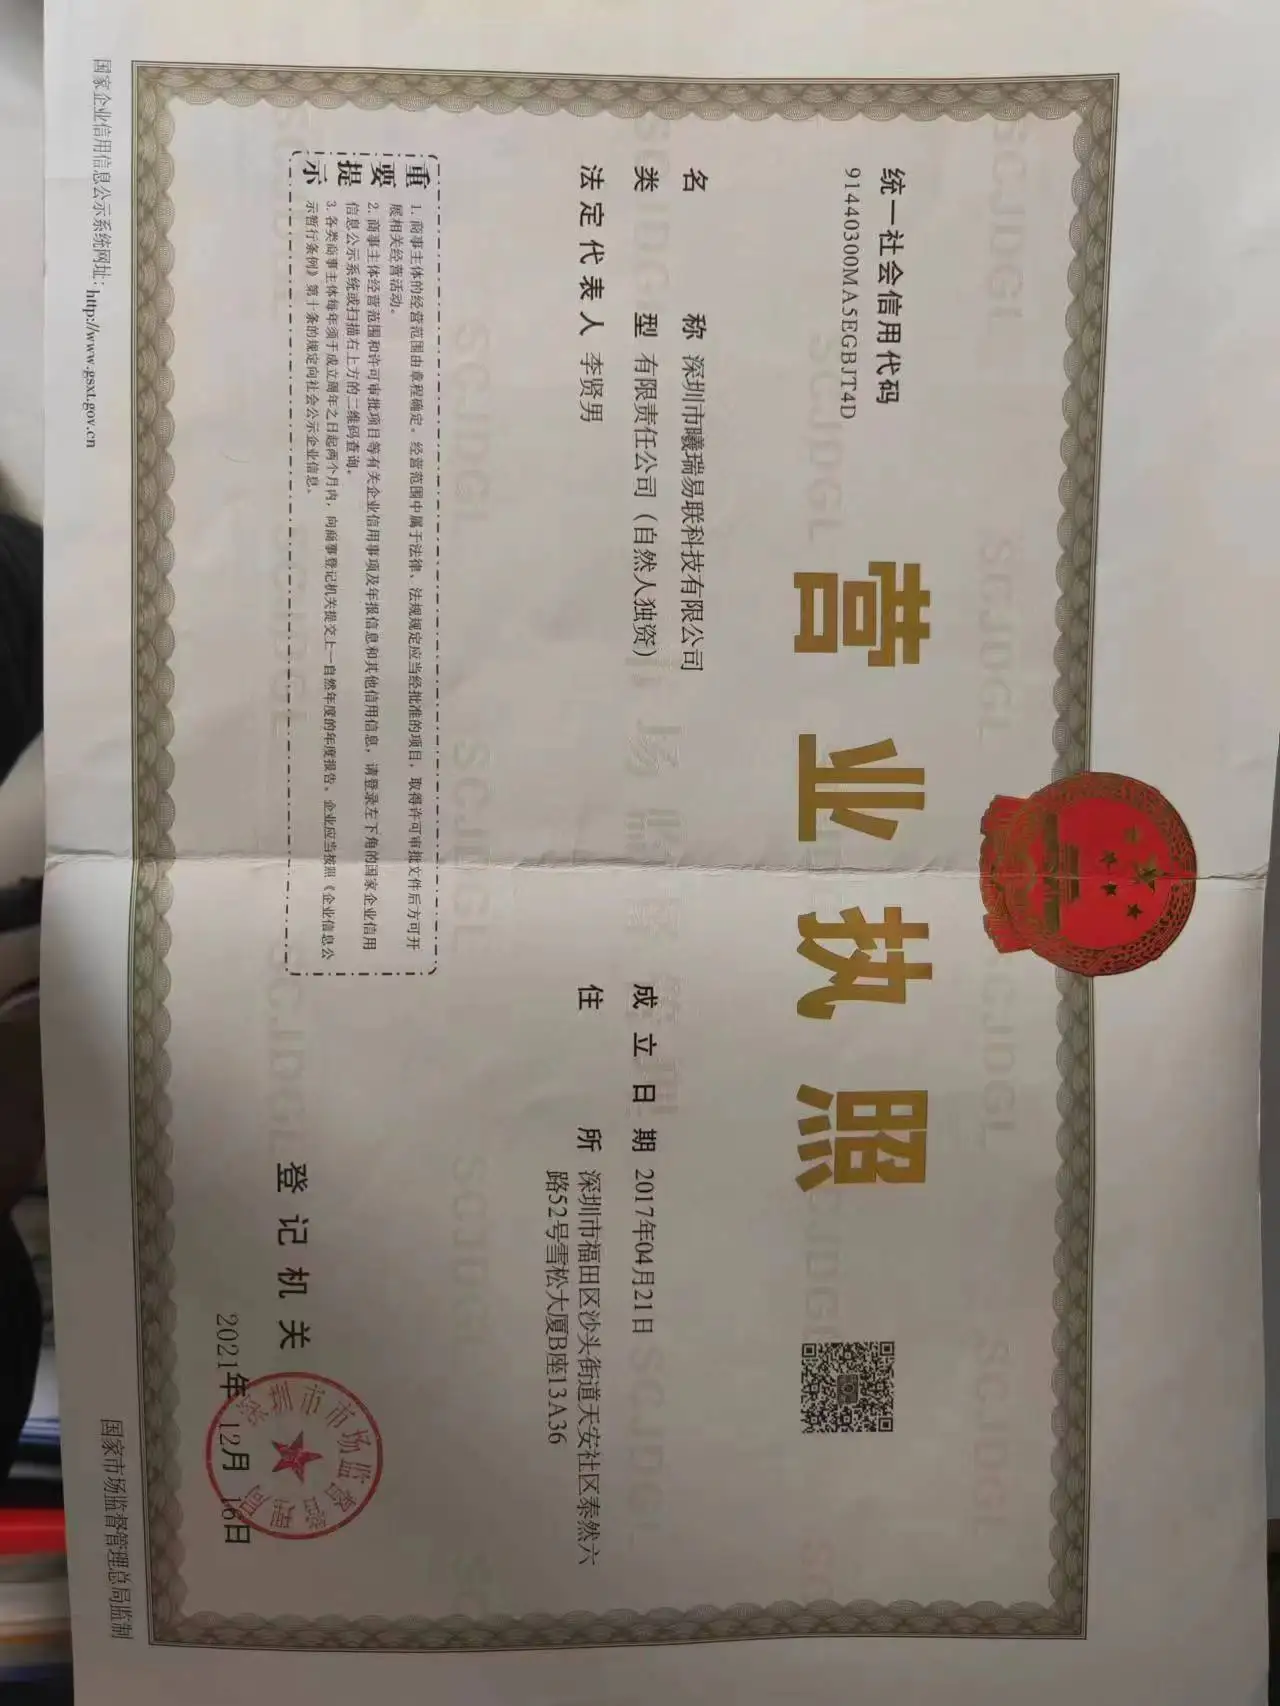 营业执照
统一社会信用代码
91440300MA5EGBJT4D
名称 深圳市曦瑞易联科技有限公司
类型 有限责任公司（自然人独资）
法定代表人 李贤男
成立日期 2017年04月21日
住所 深圳市福田区沙头街道天安社区泰然六
路52号雪松大厦B座13A36
重要提示
1. 商事主体的经营范围由章程确定。经营范围中属于法律、法规规定应当经批准的项目，取得许可审批文件后方可开
展相关经营活动。
2. 商事主体经营范围和许可审批项目等有关企业信用事项及年报信息和其他信用信息，请登录左下角的国家企业信用
信息公示系统或扫描右上方的二维码查询。
3. 各类商事主体每年须于成立周年之日起两个月内，向商事登记机关提交上一自然年度的年度报告。企业应当按照《企业信息公
示暂行条例》第十条的规定向社会公示企业信息。
登记机关
深圳市市场监督管理局
2021年12月16日
国家企业信用信息公示系统网址：http://www.gsxt.gov.cn
国家市场监督管理总局监制